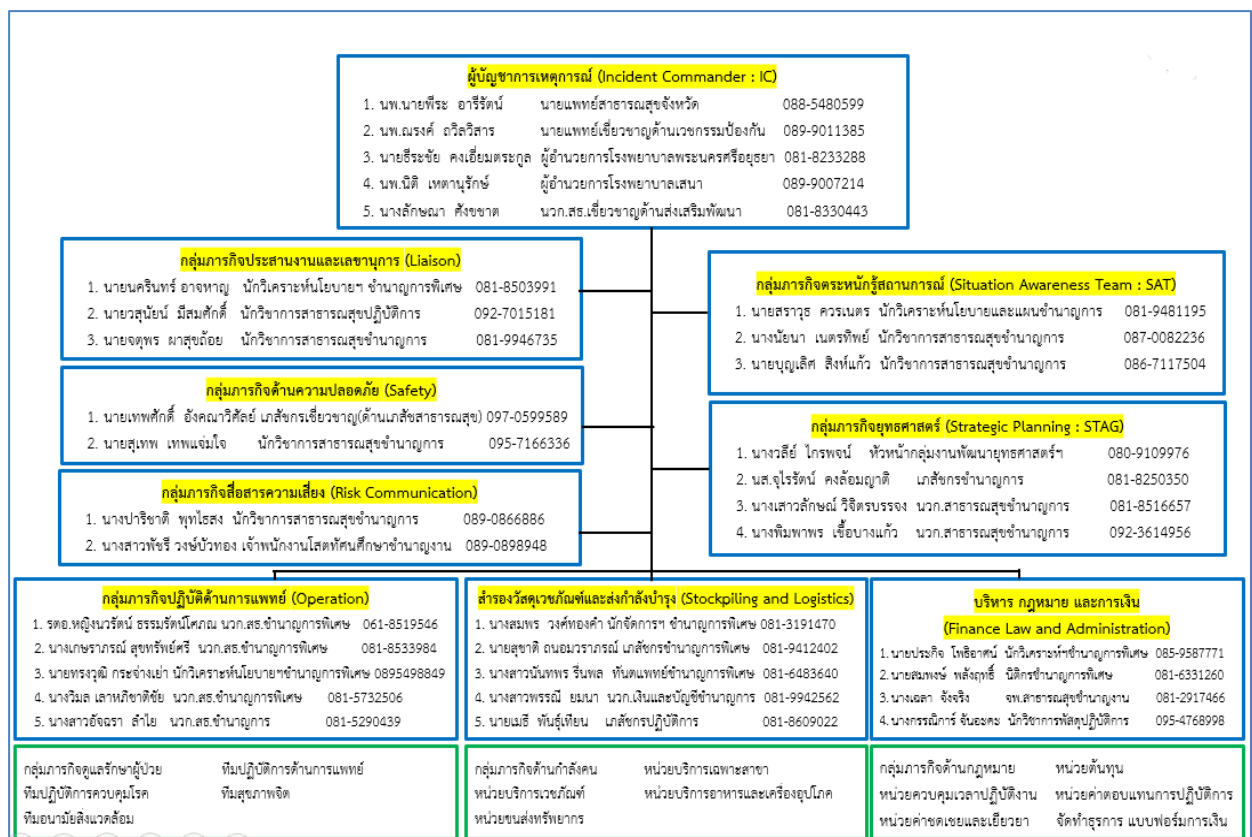 ผู้บัญชาการเหตุการณ์ (Incident Commander : IC)
1. นพ.นายพีระ อารีรัตน์ นายแพทย์สาธารณสุขจังหวัด 088-5480599
2. นพ.ณรงค์ ถวิลวิสาร นายแพทย์เชี่ยวชาญด้านเวชกรรมป้องกัน 089-9011385
3. นายธีระชัย คงเอี่ยมตระกูล ผู้อำนวยการโรงพยาบาลพระนครศรีอยุธยา 081-8233288
4. นพ.นิติ เหตานุรักษ์ ผู้อำนวยการโรงพยาบาลเสนา 089-9007214
5. นางลักษณา ศังขชาต นวก.สธ.เชี่ยวชาญด้านส่งเสริมพัฒนา 081-8330443
กลุ่มภารกิจประสานงานและเลขานุการ (Liaison)
1. นายนครินทร์ อาจหาญ นักวิเคราะห์นโยบายฯ ชำนาญการพิเศษ 081-8503991
2. นายวสุนัยน์ มีสมศักดิ์ นักวิชาการสาธารณสุขปฏิบัติการ 092-7015181
3. นายจตุพร ผาสุขถ้อย นักวิชาการสาธารณสุขชำนาญการ 081-9946735
กลุ่มภารกิจตระหนักรู้สถานการณ์ (Situation Awareness Team : SAT)
1. นายสราวุธ ควรเนตร นักวิเคราะห์นโยบายและแผนชำนาญการ 081-9481195
2. นางนัยนา เนตรทิพย์ นักวิชาการสาธารณสุขชำนาญการ 087-0082236
3. นายบุญเลิศ สิงห์แก้ว นักวิชาการสาธารณสุขชำนาญการ 086-7117504
กลุ่มภารกิจด้านความปลอดภัย (Safety)
1. นายเทพศักดิ์ อังคณาวิศัลย์ เภสัชกรเชี่ยวชาญ(ด้านเภสัชสาธารณสุข) 097-0599589
2. นายสุเทพ เทพแจ่มใจ นักวิชาการสาธารณสุขชำนาญการ 095-7166336
กลุ่มภารกิจยุทธศาสตร์ (Strategic Planning : STAG)
1. นางวลีย์ ไกรพจน์ หัวหน้ากลุ่มงานพัฒนายุทธศาสตร์ฯ 080-9109976
2. นส.จุไรรัตน์ คงล้อมญาติ เภสัชกรชำนาญการ 081-8250350
3. นางเสาวลักษณ์ วิจิตรบรรจง นวก.สาธารณสุขชำนาญการ 081-8516657
4. นางพิมพาพร เชื้อบางแก้ว นวก.สาธารณสุขชำนาญการ 092-3614956
กลุ่มภารกิจสื่อสารความเสี่ยง (Risk Communication)
1. นางปาริชาติ พุทไธสง นักวิชาการสาธารณสุขชำนาญการ 089-0866886
2. นางสาวพัชรี วงษ์บัวทอง เจ้าพนักงานโสตทัศนศึกษาชำนาญงาน 089-0898948
กลุ่มภารกิจปฏิบัติด้านการแพทย์ (Operation)
1. รตอ.หญิงนวรัตน์ ธรรมรัตน์โศภณ นวก.สธ.ชำนาญการพิเศษ 061-8519546
2. นางเกษราภรณ์ สุขทรัพย์ศรี นวก.สธ.ชำนาญการพิเศษ 081-8533984
3. นายทรงวุฒิ กระจ่างเย่า นักวิเคราะห์นโยบายฯชำนาญการพิเศษ 0895498849
4. นางวิมล เลาหภิชาติชัย นวก.สธ.ชำนาญการพิเศษ 081-5732506
5. นางสาวอัจฉรา ลำไย นวก.สธ.ชำนาญการ 081-5290439
สำรองวัสดุเวชภัณฑ์และส่งกำลังบำรุง (Stockpiling and Logistics)
1. นางสมพร วงศ์ทองคำ นักจัดการฯ ชำนาญการพิเศษ 081-3191470
2. นายสุชาติ ถนอมวราภรณ์ เภสัชกรชำนาญการพิเศษ 081-9412402
3. นางสาวนันทพร รื่นพล ทันตแพทย์ชำนาญการพิเศษ 081-6483640
4. นางสาวพรรณี ยมนา นวก.เงินและบัญชีชำนาญการ 081-9942562
5. นายเมธี พันธุ์เทียน เภสัชกรปฏิบัติการ 081-8609022
บริหาร กฎหมาย และการเงิน
(Finance Law and Administration)
1.นายประกิจ โพธิอาศน์ นักวิเคราะห์ฯชำนาญการพิเศษ 085-9587771
2.นายสมพงษ์ พลังฤทธิ์ นิติกรชำนาญการพิเศษ 081-6331260
3.นางเฉลา จังจริง จพ.สาธารณสุขชำนาญงาน 081-2917466
4.นางกรรณิการ์ จันอะคะ นักวิชาการพัสดุปฏิบัติการ 095-4768998
กลุ่มภารกิจดูแลรักษาผู้ป่วย ทีมปฏิบัติการด้านการแพทย์
ทีมปฏิบัติการควบคุมโรค ทีมสุขภาพจิต
ทีมอนามัยสิ่งแวดล้อม
กลุ่มภารกิจด้านกำลังคน หน่วยบริการเฉพาะสาขา
หน่วยบริการเวชภัณฑ์ หน่วยบริการอาหารและเครื่องอุปโภค
หน่วยขนส่งทรัพยากร
กลุ่มภารกิจด้านกฎหมาย หน่วยต้นทุน
หน่วยควบคุมเวลาปฏิบัติงาน หน่วยค่าตอบแทนการปฏิบัติการ
หน่วยค่าชดเชยและเยียวยา จัดทำธุรการ แบบฟอร์มการเงิน